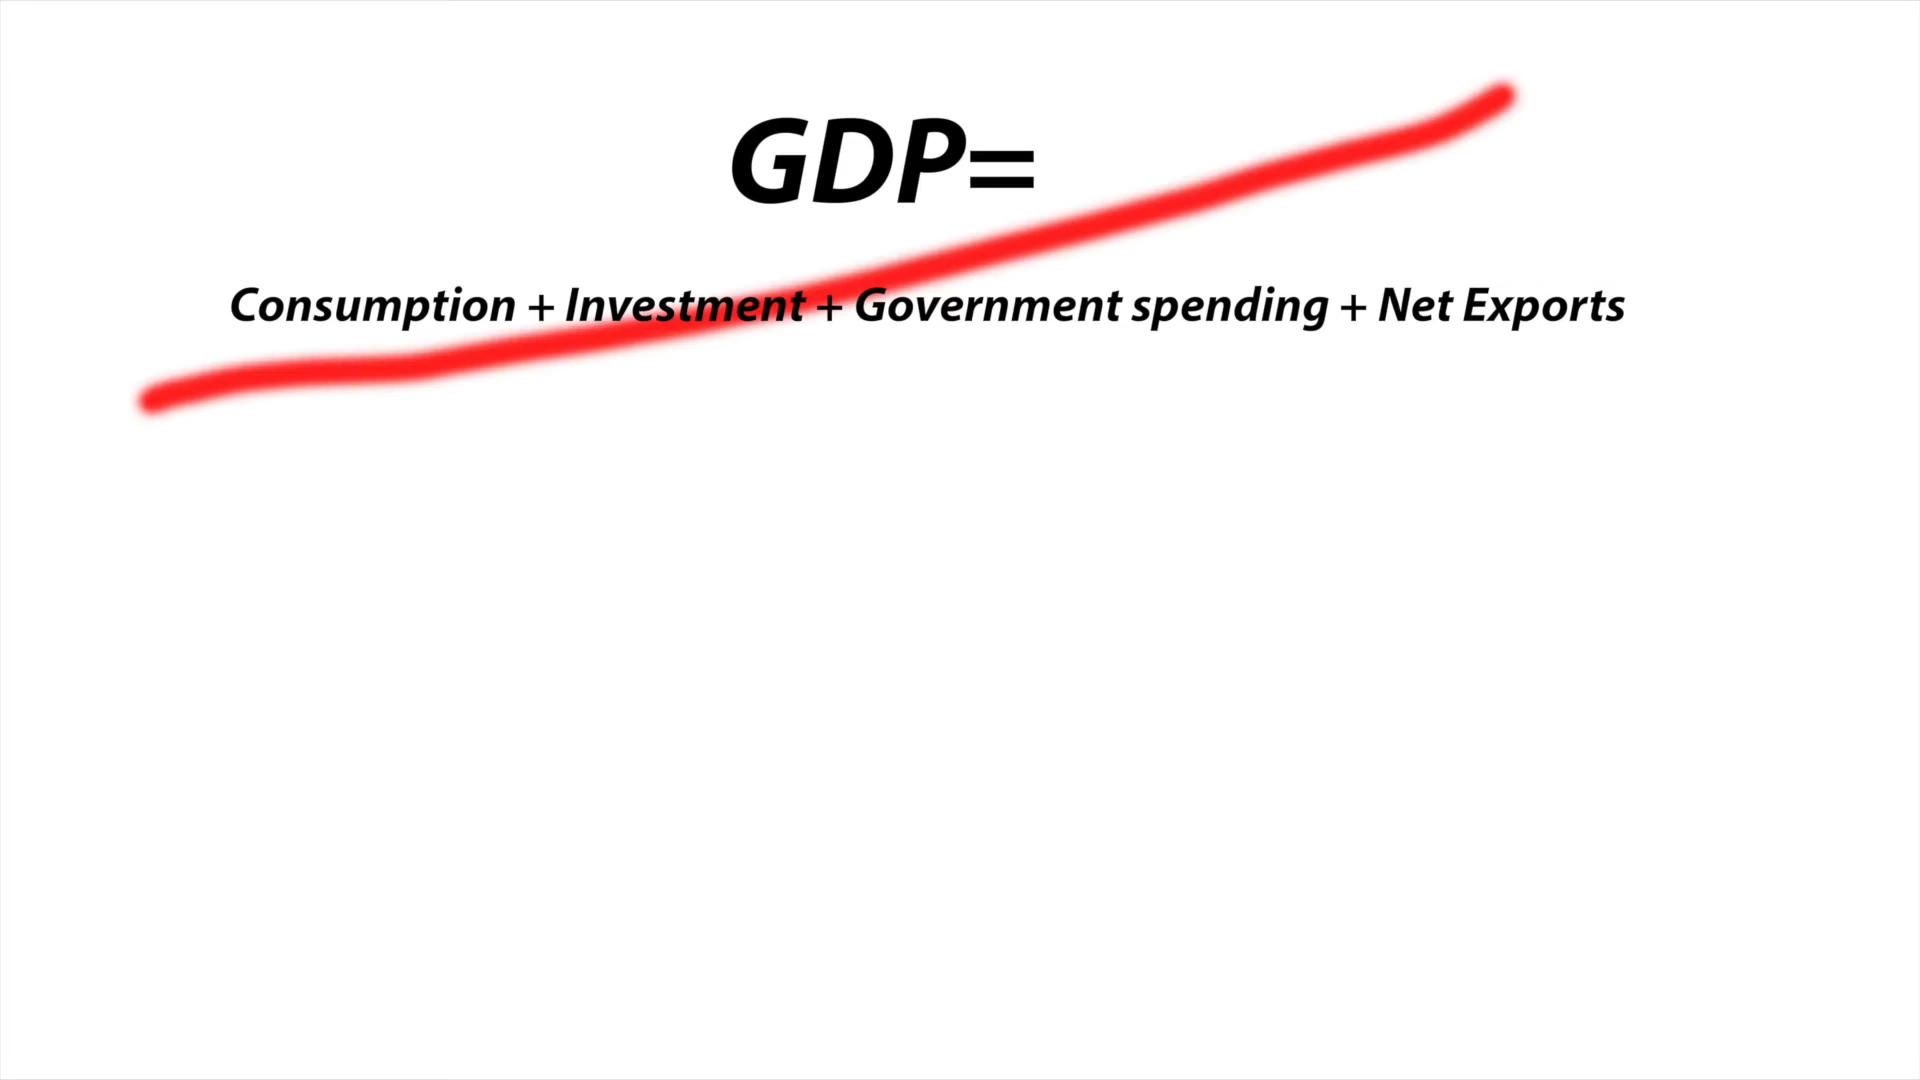 GDP=
Consumption + Investment + Government spending + Net Exports